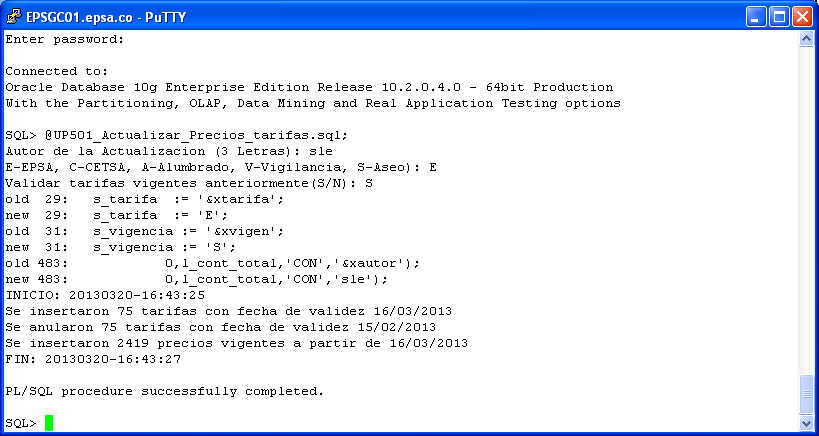 EPSGC01.epsa.co - PuTTY
Enter password:
Connected to:
Oracle Database 10g Enterprise Edition Release 10.2.0.4.0 - 64bit Production
With the Partitioning, OLAP, Data Mining and Real Application Testing options
SQL> @UP501_Actualizar_Precios_tarifas.sql;
Autor de la Actualizacion (3 Letras): sle
E-EPSA, C-CETSA, A-Alumbrado, V-Vigilancia, S-Aseo): E
Validar tarifas vigentes anteriormente(S/N): S
old  29:   s_tarifa  := '&xtarifa';
new  29:   s_tarifa  := 'E';
old  31:   s_vigencia := '&xvigen';
new  31:   s_vigencia := 'S';
old 483:            0,l_cont_total,'CON','&xautor');
new 483:            0,l_cont_total,'CON','sle');
INICIO: 20130320-16:43:25
Se insertaron 75 tarifas con fecha de validez 16/03/2013
Se anularon 75 tarifas con fecha de validez 15/02/2013
Se insertaron 2419 precios vigentes a partir de 16/03/2013
FIN: 20130320-16:43:27
PL/SQL procedure successfully completed.
SQL>